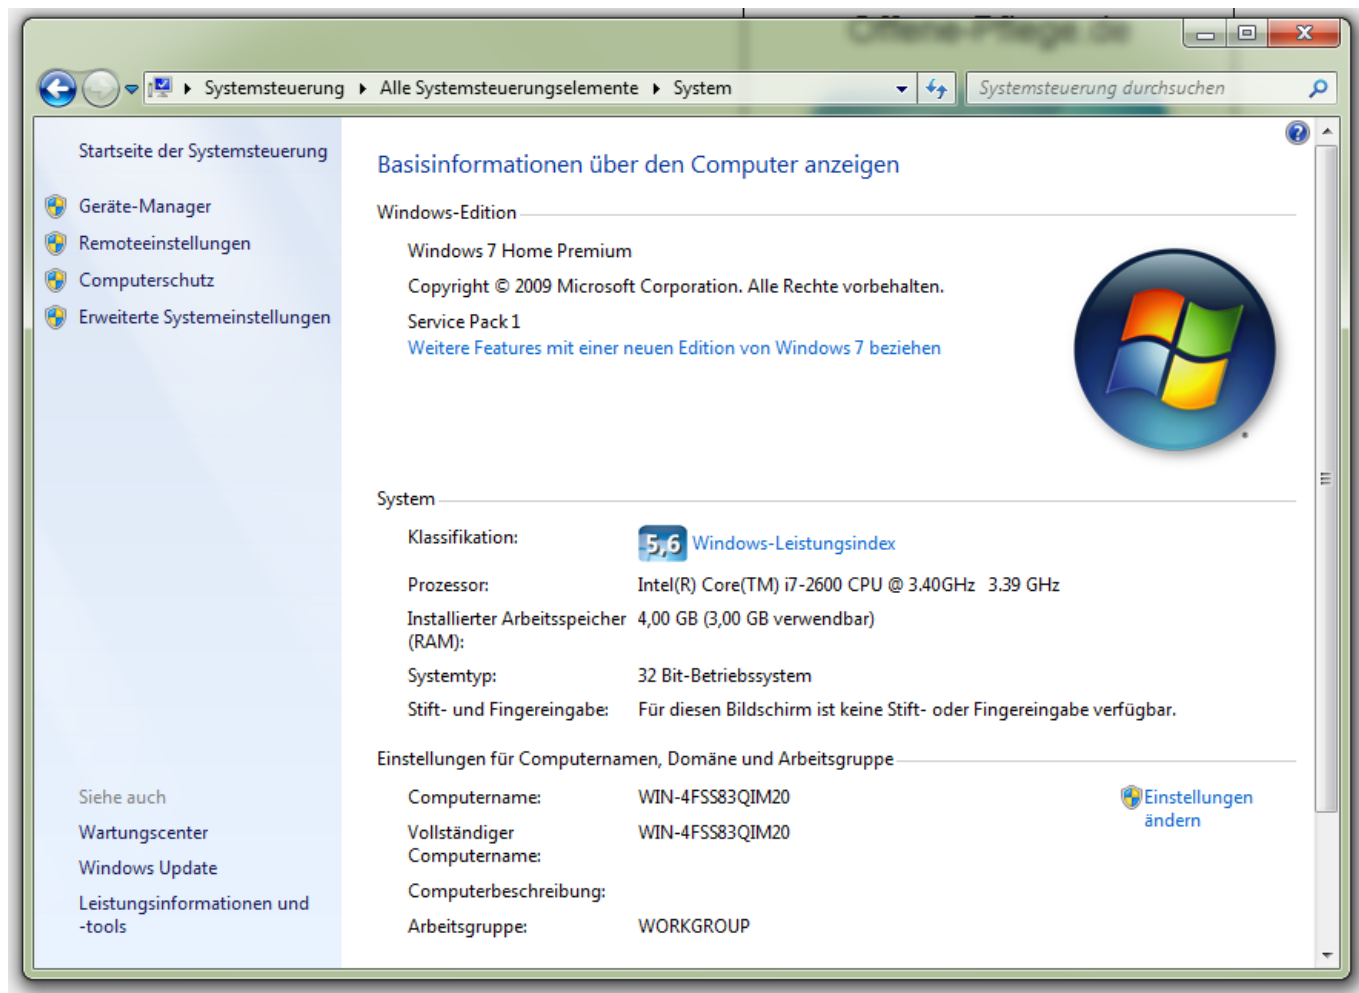 Offene-Pflege.de
Systemsteuerung Alle Systemsteuerungselemente System
Systemsteuerung durchsuchen
Startseite der Systemsteuerung
Geräte-Manager
Remoteeinstellungen
Computerschutz
Erweiterte Systemeinstellungen
Siehe auch
Wartungscenter
Windows Update
Leistungsinformationen und
-tools
Basisinformationen über den Computer anzeigen
Windows-Edition
Windows 7 Home Premium
Copyright © 2009 Microsoft Corporation. Alle Rechte vorbehalten.
Service Pack 1
Weitere Features mit einer neuen Edition von Windows 7 beziehen
System
Klassifikation: 5,6 Windows-Leistungsindex
Prozessor: Intel(R) Core(TM) i7-2600 CPU @ 3.40GHz 3.39 GHz
Installierter Arbeitsspeicher 4,00 GB (3,00 GB verwendbar)
(RAM):
Systemtyp: 32 Bit-Betriebssystem
Stift- und Fingereingabe: Für diesen Bildschirm ist keine Stift- oder Fingereingabe verfügbar.
Einstellungen für Computernamen, Domäne und Arbeitsgruppe
Computername: WIN-4FSS83QIM20 Einstellungen
ändern
Vollständiger WIN-4FSS83QIM20
Computername:
Computerbeschreibung:
Arbeitsgruppe: WORKGROUP